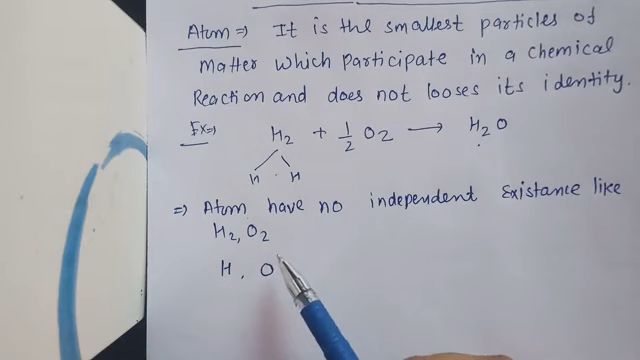 Atom ⇒ It is the smallest particles of
matter which participate in a chemical
Reaction and does not looses its identity.
Ex ⇒ H₂ + 1/2 O₂ → H₂O
H . H
⇒ Atom have no independent existance like
H₂, O₂
H, O